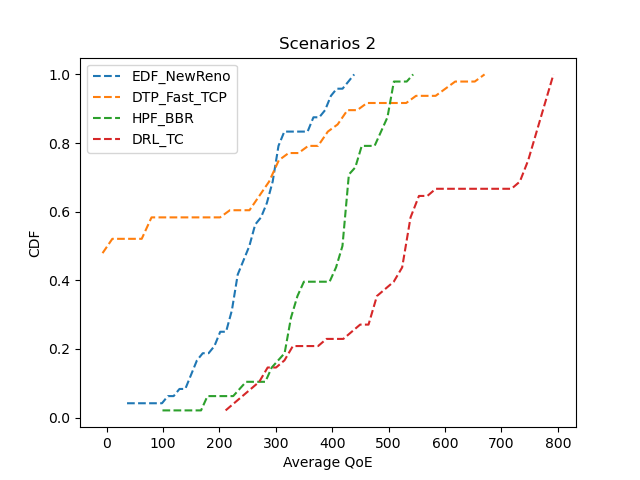 Scenarios 2
EDF_NewReno
DTP_Fast_TCP
HPF_BBR
DRL_TC
1.0
0.8
0.6
0.4
0.2
0.0
CDF
0 100 200 300 400 500 600 700 800
Average QoE